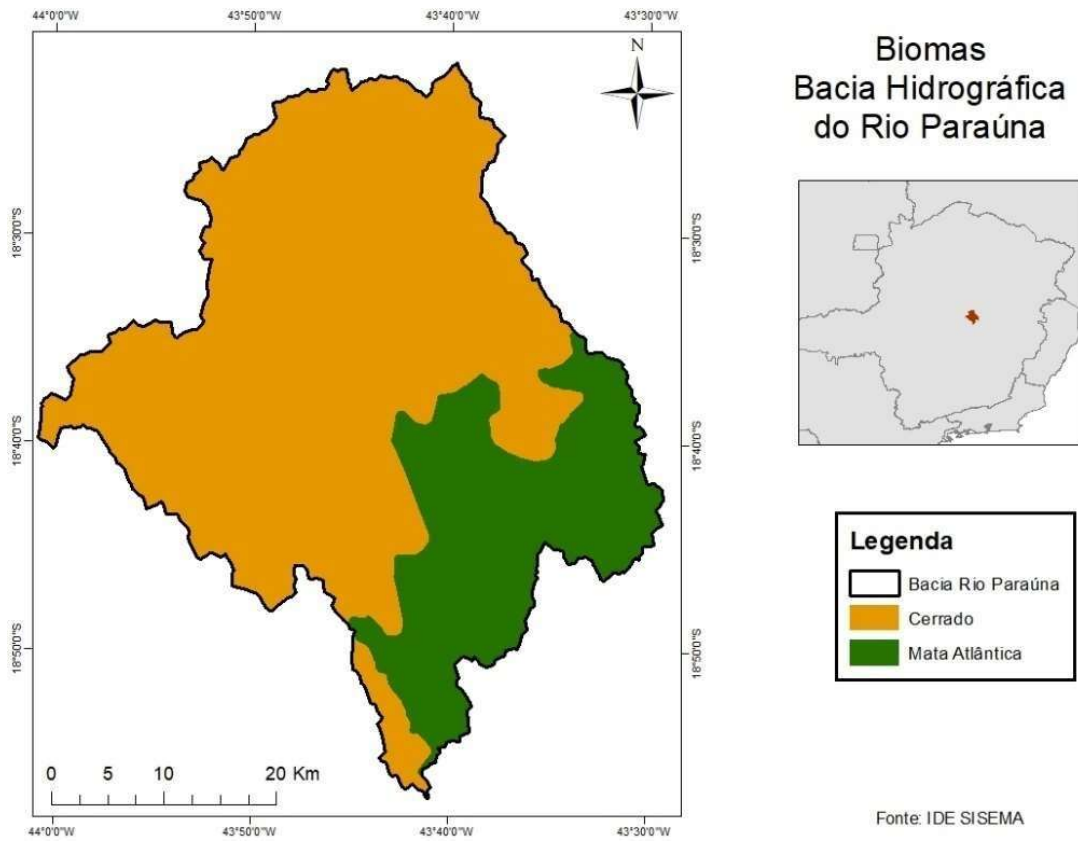 44°0'0"W 43°50'0"W 43°40'0"W 43°30'0"W
N
18°30'0"S 18°30'0"S
18°40'0"S 18°40'0"S
18°50'0"S 18°50'0"S
0 5 10 20 Km
44°0'0"W 43°50'0"W 43°40'0"W 43°30'0"W
Biomas
Bacia Hidrográfica
do Rio Paraúna
Legenda
Bacia Rio Paraúna
Cerrado
Mata Atlântica
Fonte: IDE SISEMA